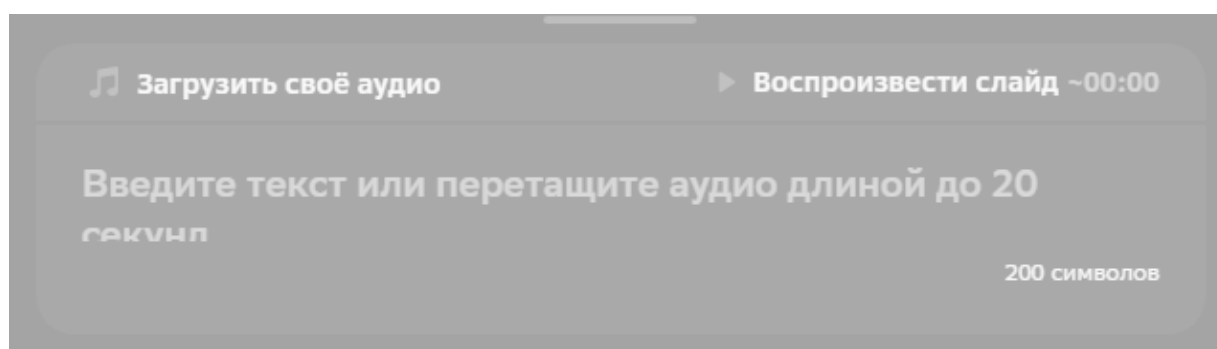 Загрузить своё аудио
Воспроизвести слайд ~00:00
Введите текст или перетащите аудио длиной до 20
секунд
200 символов